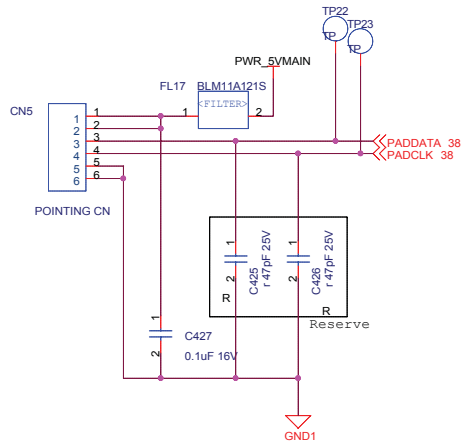 TP22
TP23
TP
TP
PWR_5VMAIN
FL17 BLM11A121S
<FILTER>
1
2
CN5
1
2
3
4
5
6
1
2
3
4
5
6
PADDATA 38
PADCLK 38
POINTING CN
1
2
C425
r 47pF 25V
1
2
C426
r 47pF 25V
R
R
Reserve
1
2
C427
0.1uF 16V
GND1